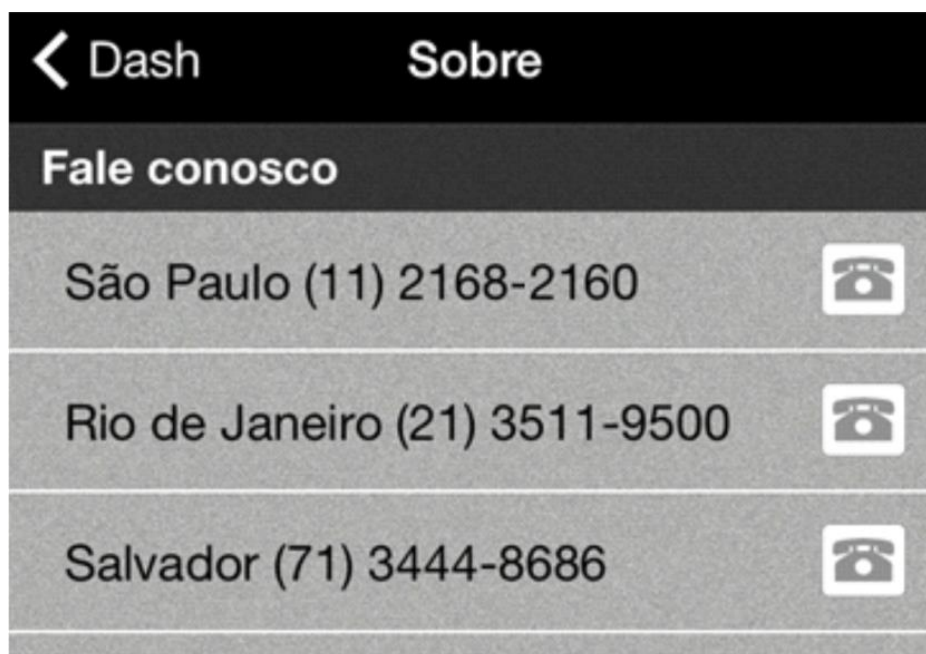 Dash
Sobre
Fale conosco
São Paulo (11) 2168-2160
Rio de Janeiro (21) 3511-9500
Salvador (71) 3444-8686